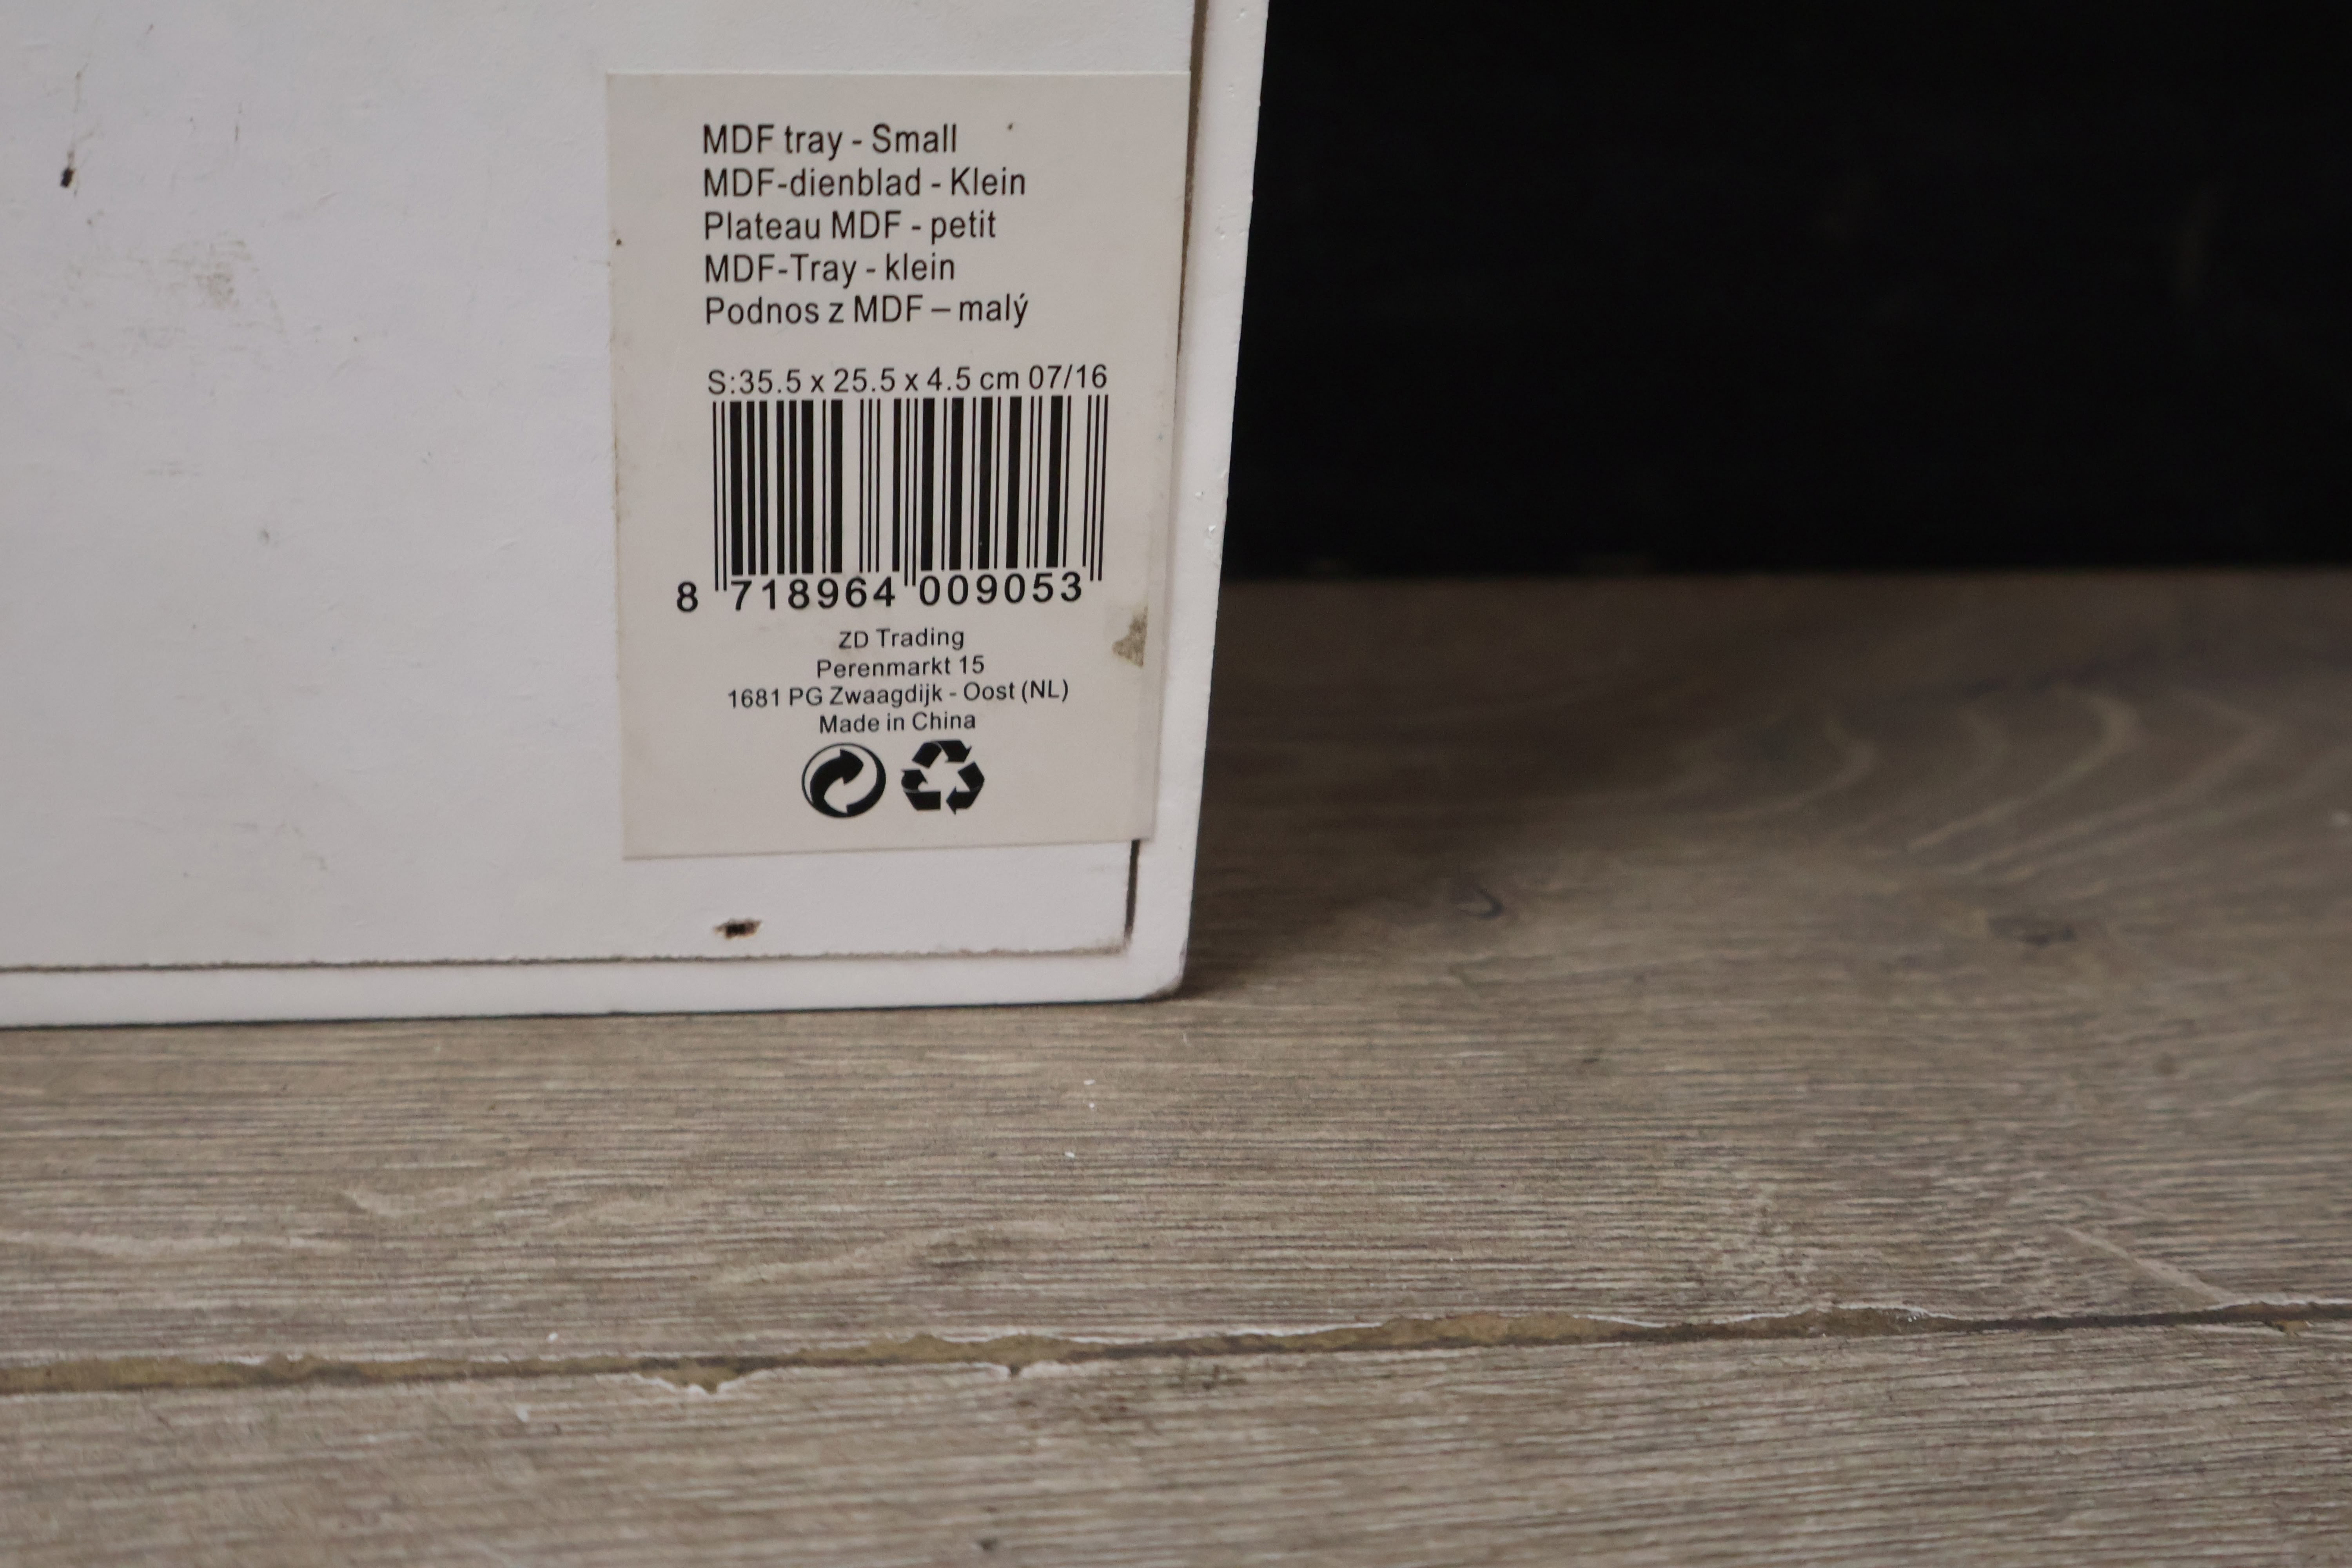 MDF tray - Small
MDF-dienblad - Klein
Plateau MDF - petit
MDF-Tray - klein
Podnos z MDF – malý
S:35.5 x 25.5 x 4.5 cm 07/16
8 718964 009053
ZD Trading
Perenmarkt 15
1681 PG Zwaagdijk - Oost (NL)
Made in China